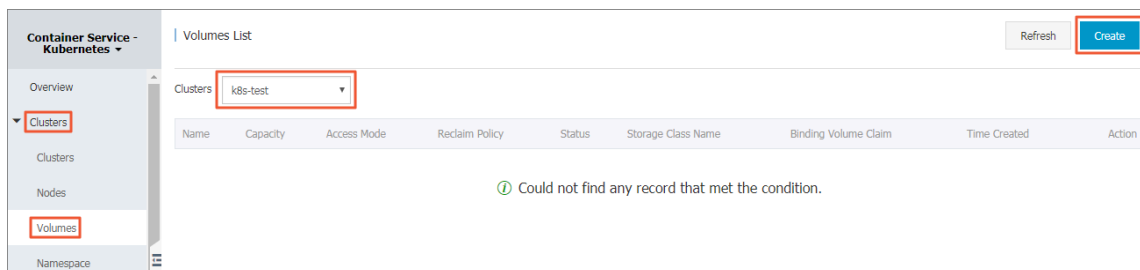 Container Service -
Kubernetes
Volumes List
Refresh
Create
Overview
Clusters
k8s-test
Clusters
Name Capacity Access Mode Reclaim Policy Status Storage Class Name Binding Volume Claim Time Created Action
Clusters
Nodes
Could not find any record that met the condition.
Volumes
Namespace